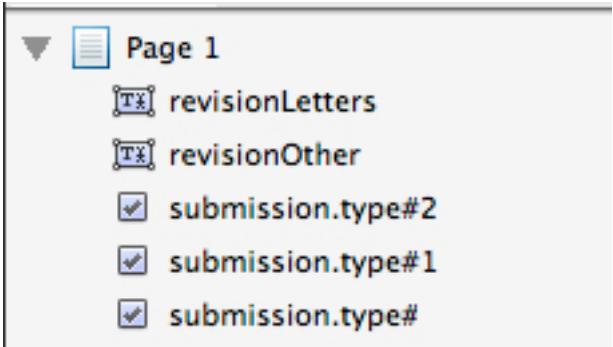 Page 1
revisionLetters
revisionOther
submission.type#2
submission.type#1
submission.type#